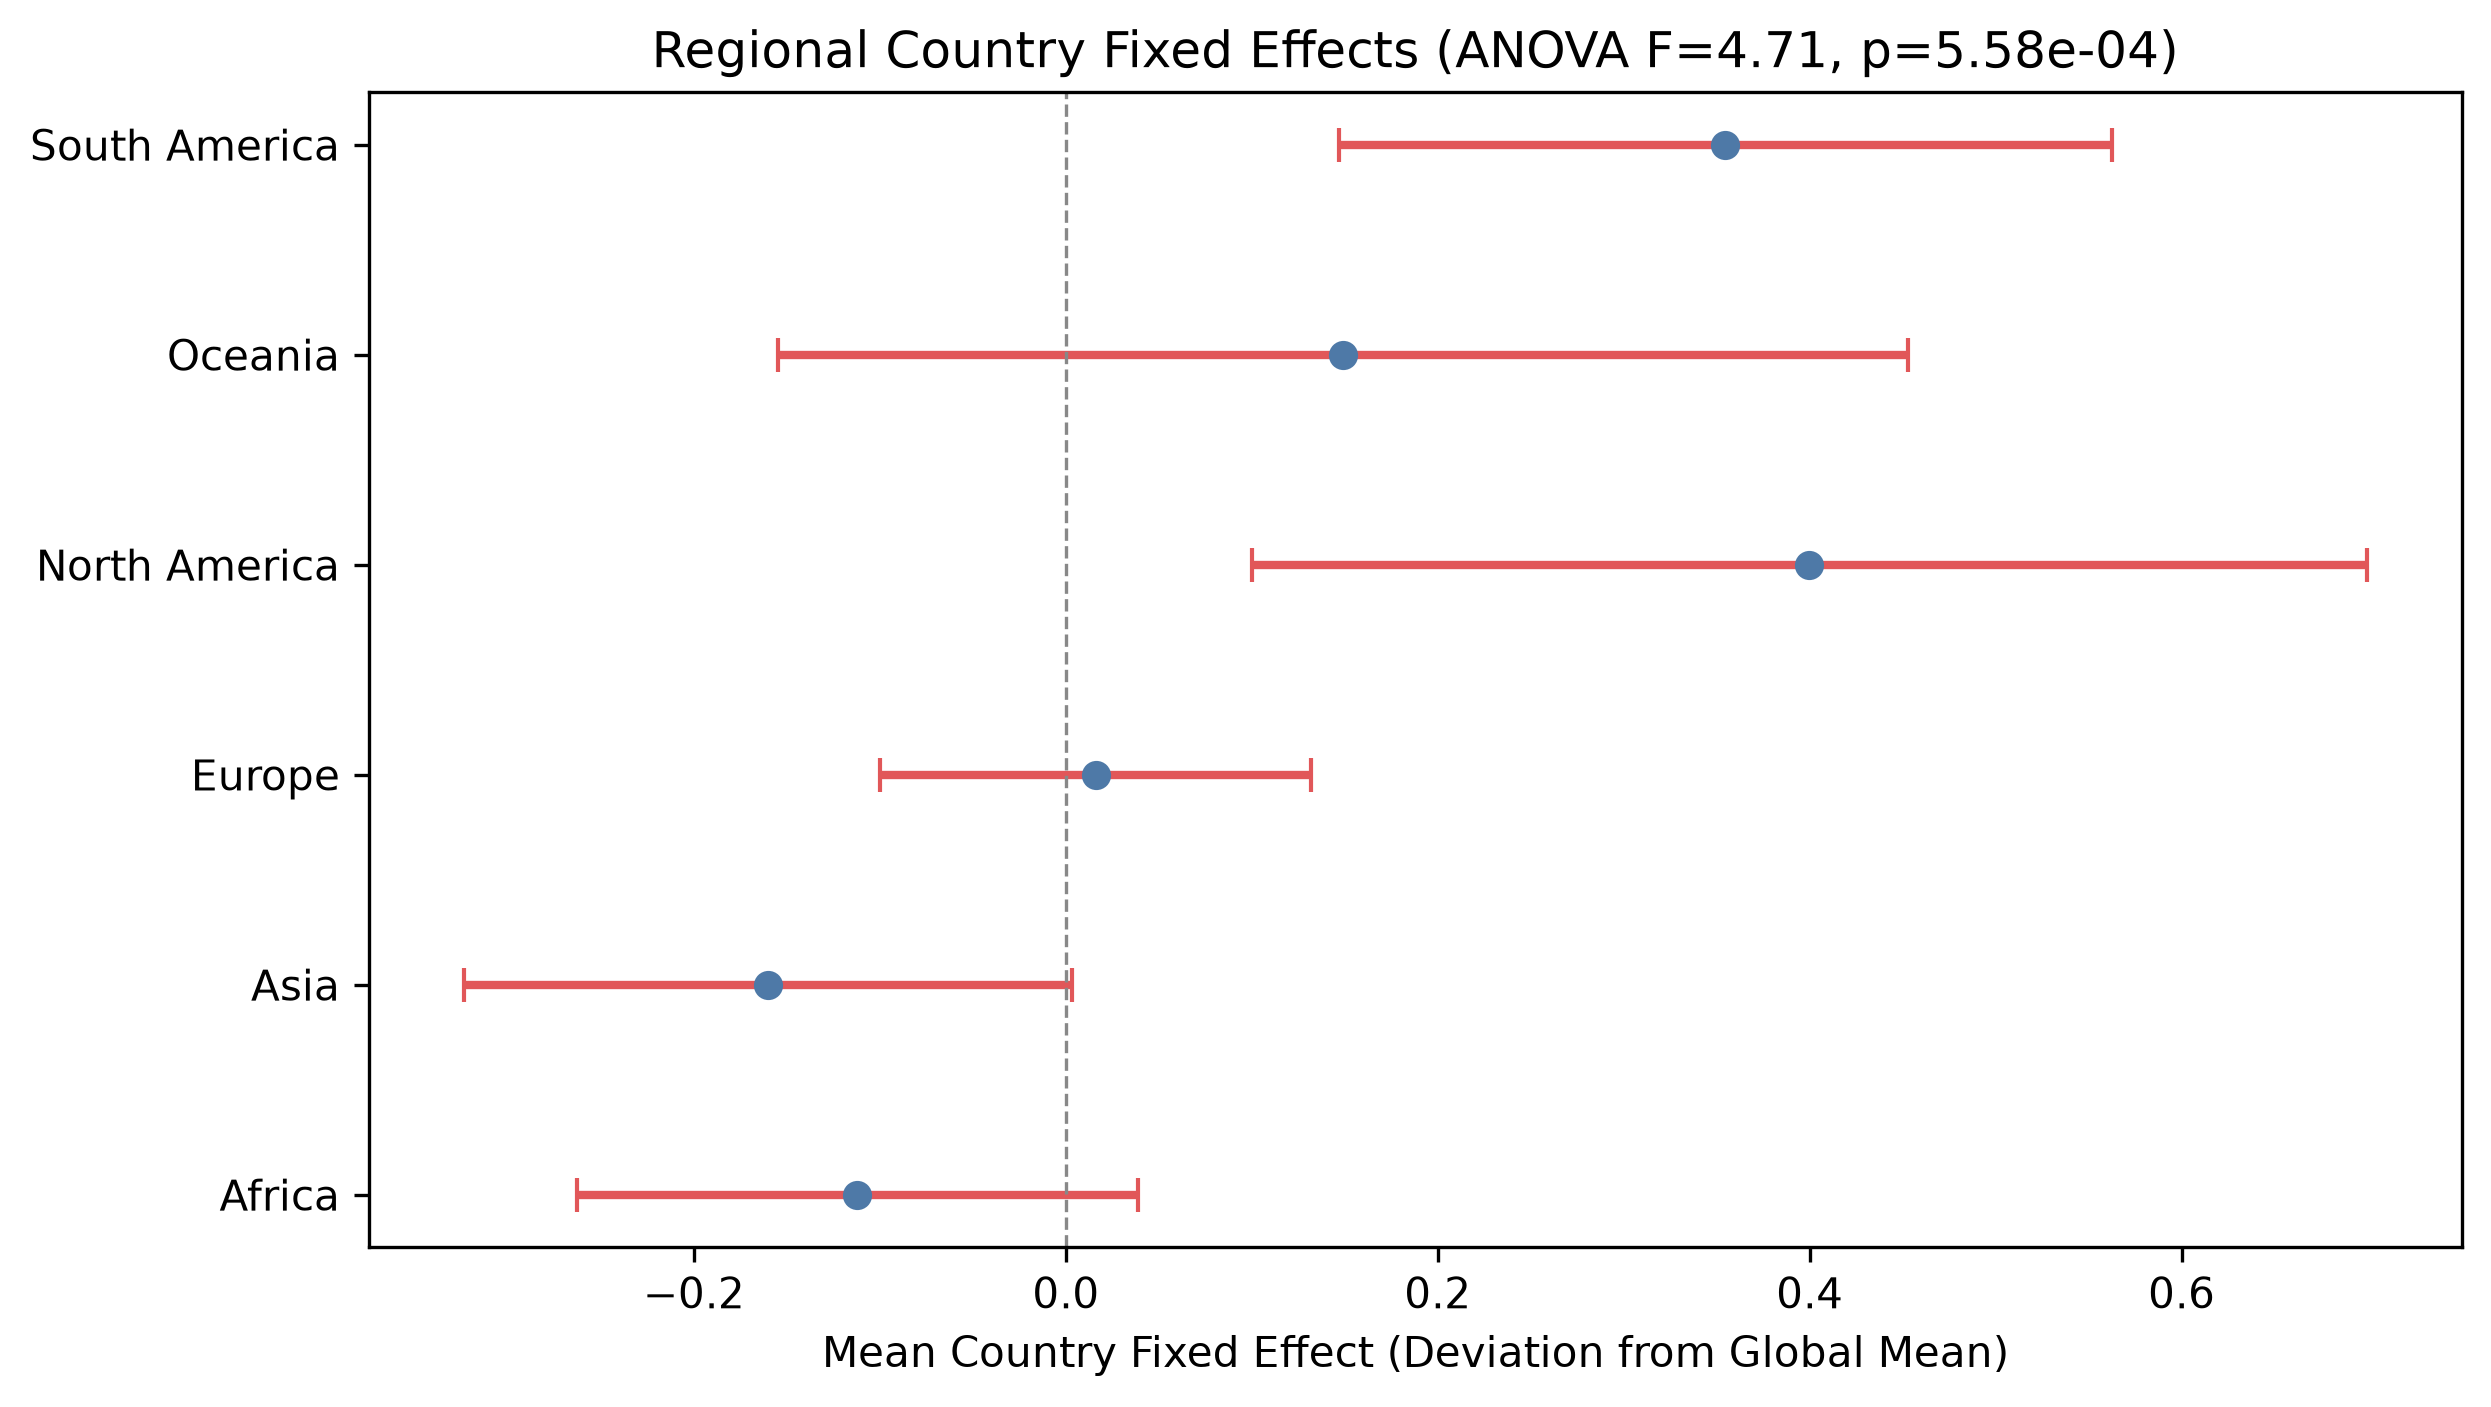 Regional Country Fixed Effects (ANOVA F=4.71, p=5.58e-04)
South America
Oceania
North America
Europe
Asia
Africa
−0.2 0.0 0.2 0.4 0.6
Mean Country Fixed Effect (Deviation from Global Mean)